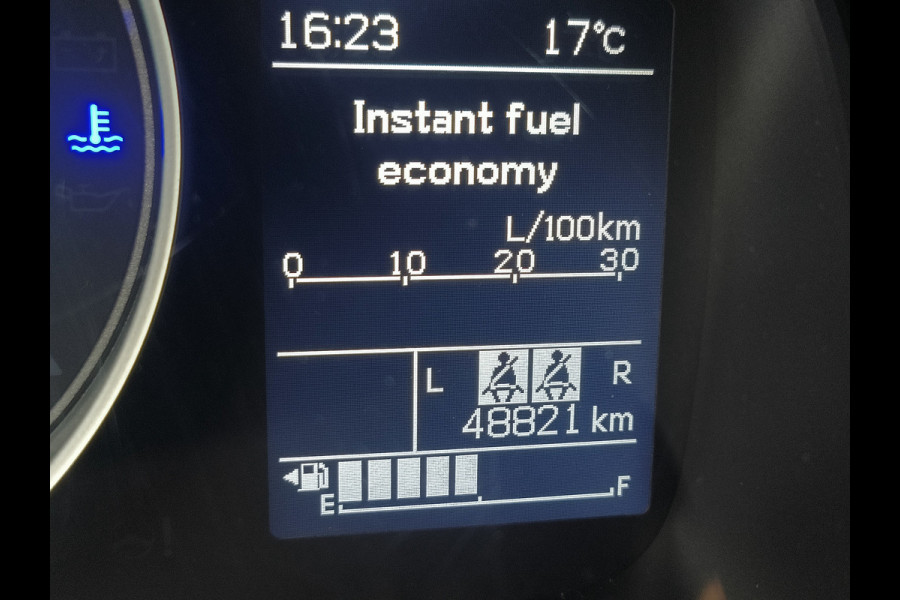 16:23 17°C
Instant fuel
economy
L/100km
0 10 20 30
L R
48821 km
E F